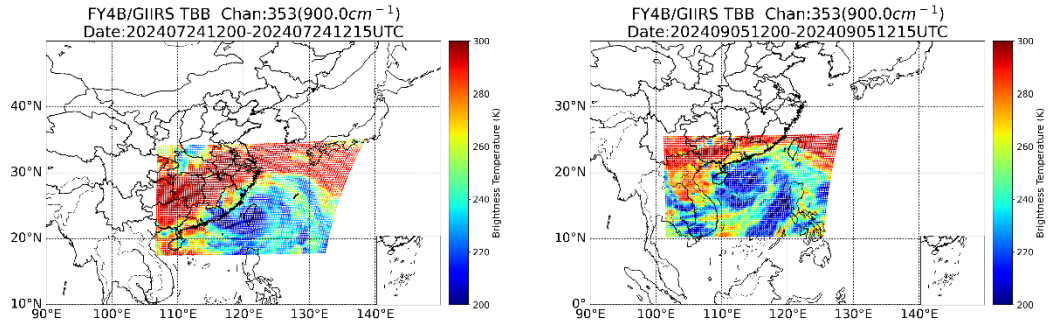 FY4B/GIIRS TBB Chan:353(900.0cm⁻¹)
Date:202407241200-202407241215UTC
40°N
30°N
20°N
10°N
90°E
100°E
110°E
120°E
130°E
140°E
300
280
260
240
220
200
Brightness Temperature (K)
FY4B/GIIRS TBB Chan:353(900.0cm⁻¹)
Date:202409051200-202409051215UTC
30°N
20°N
10°N
0°
90°E
100°E
110°E
120°E
130°E
140°E
300
280
260
240
220
200
Brightness Temperature (K)